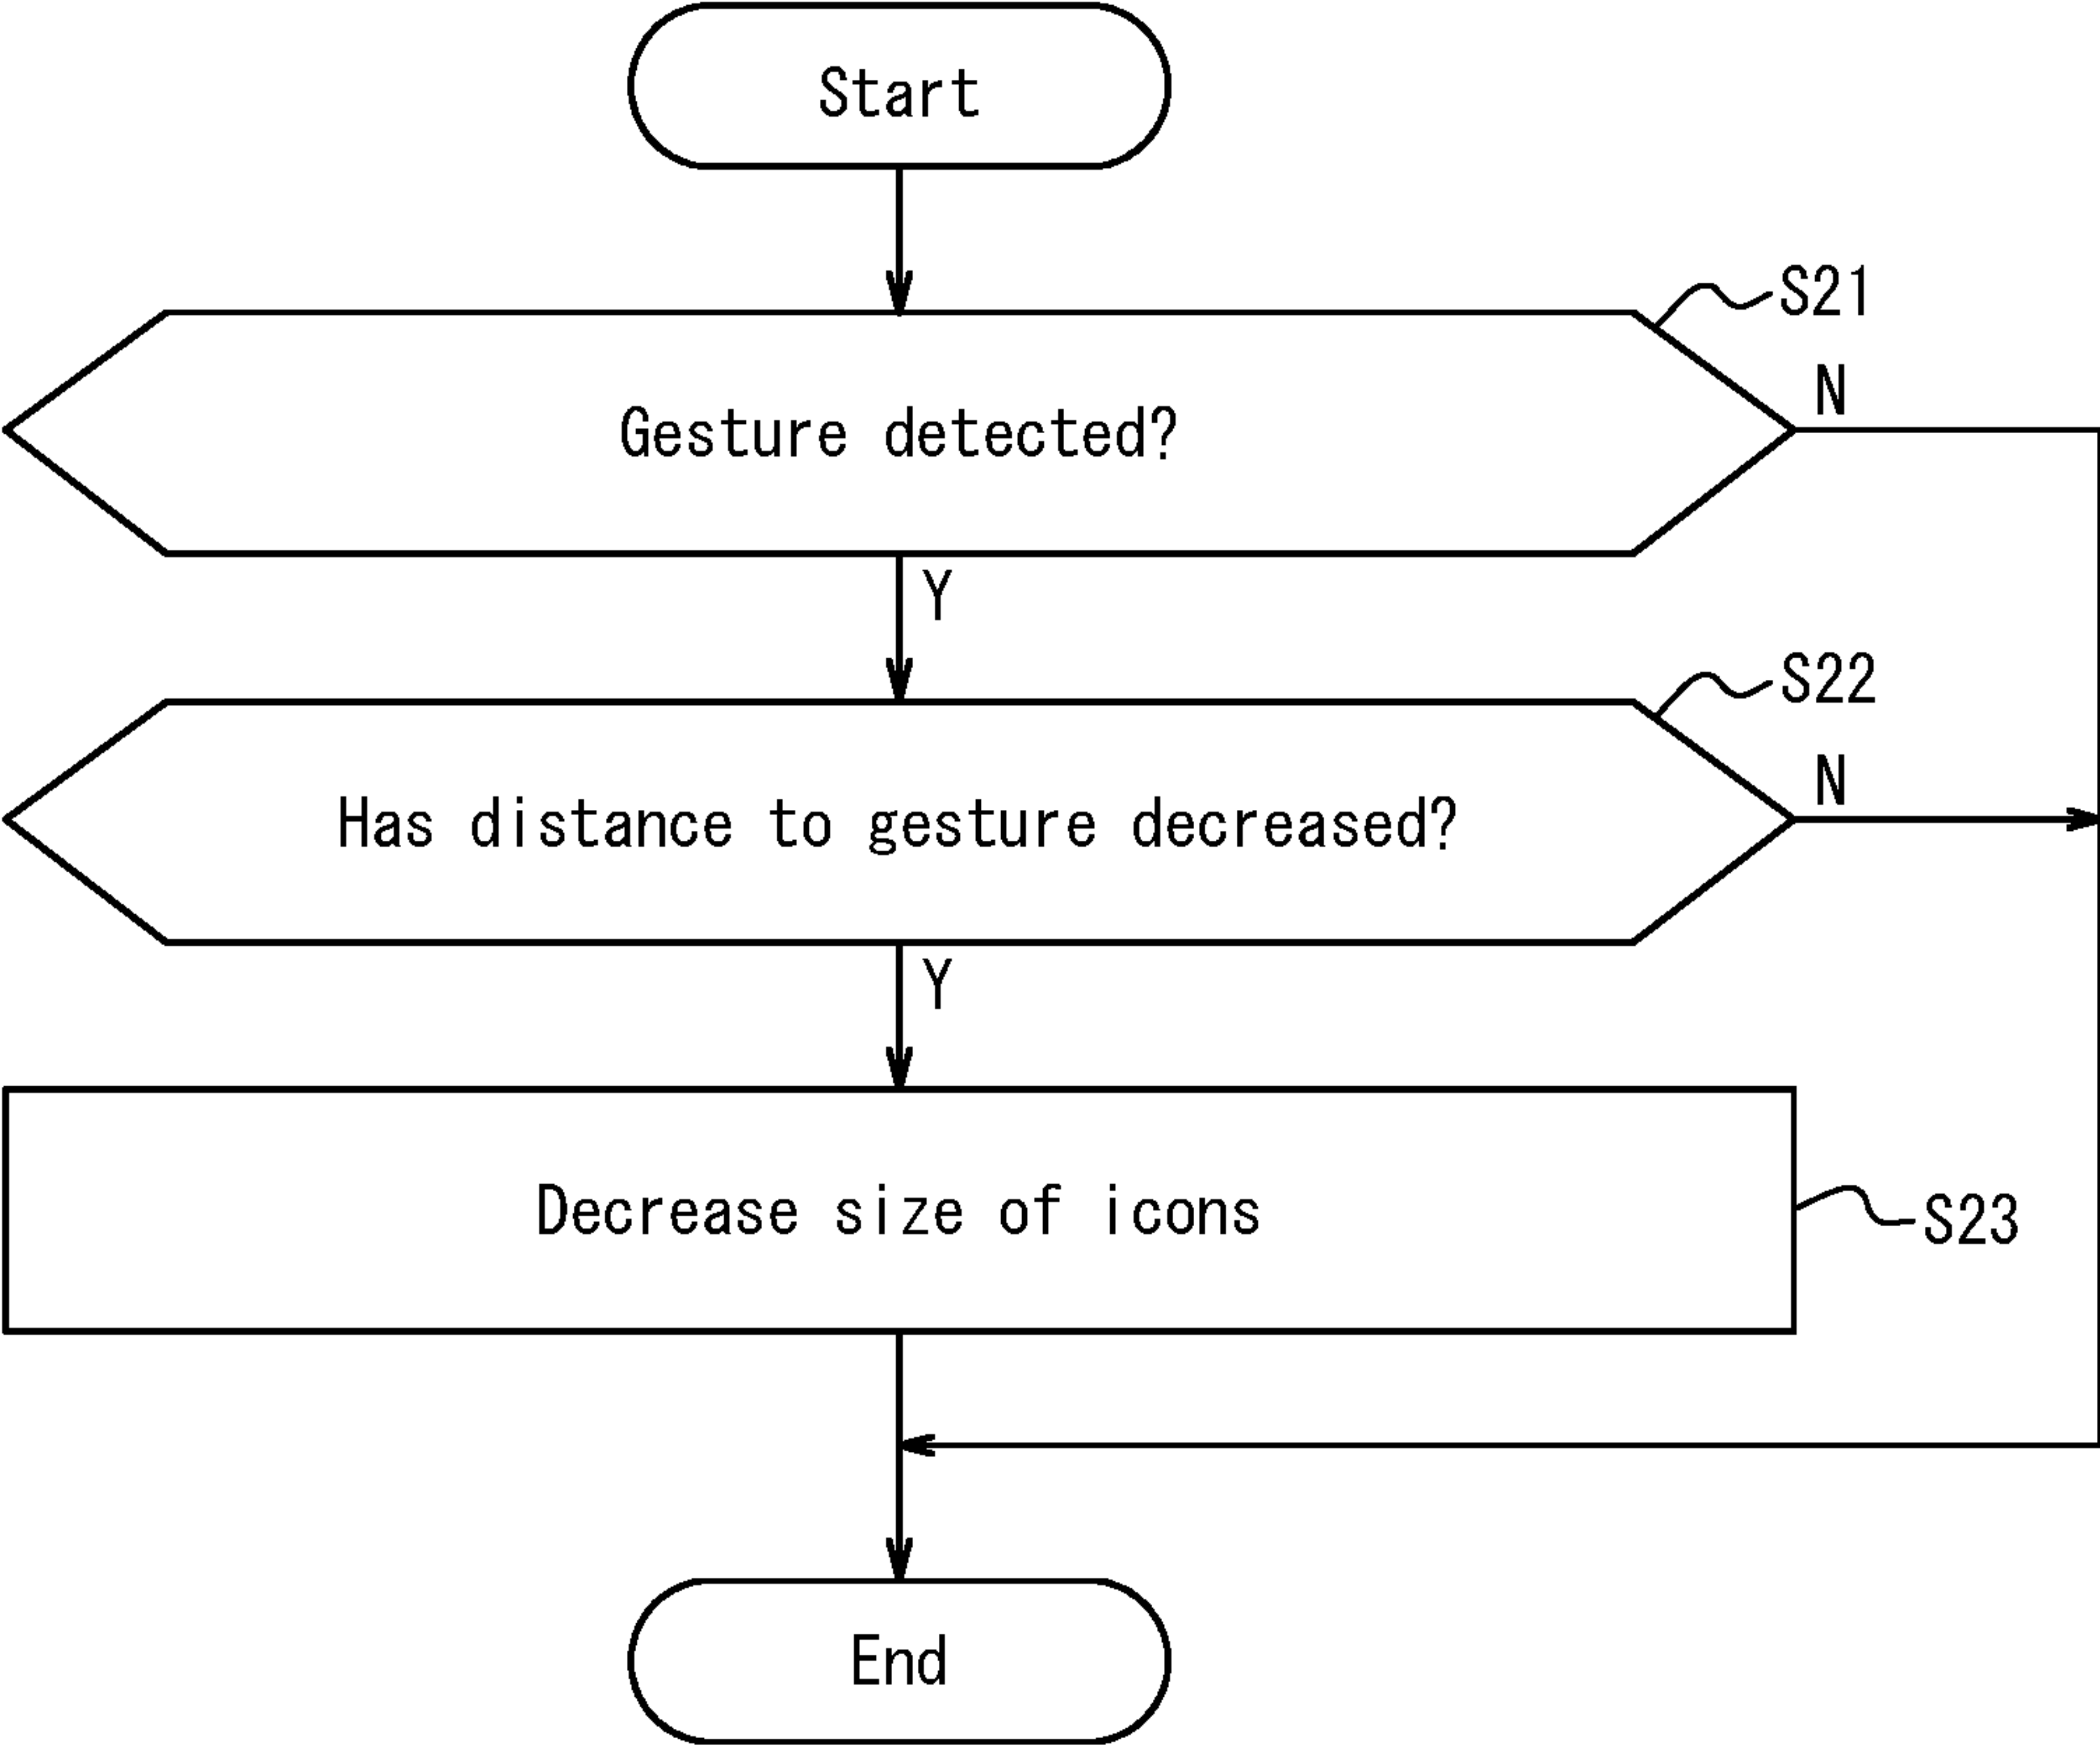 Start
S21
N
Gesture detected?
Y
S22
N
Has distance to gesture decreased?
Y
Decrease size of icons
S23
End